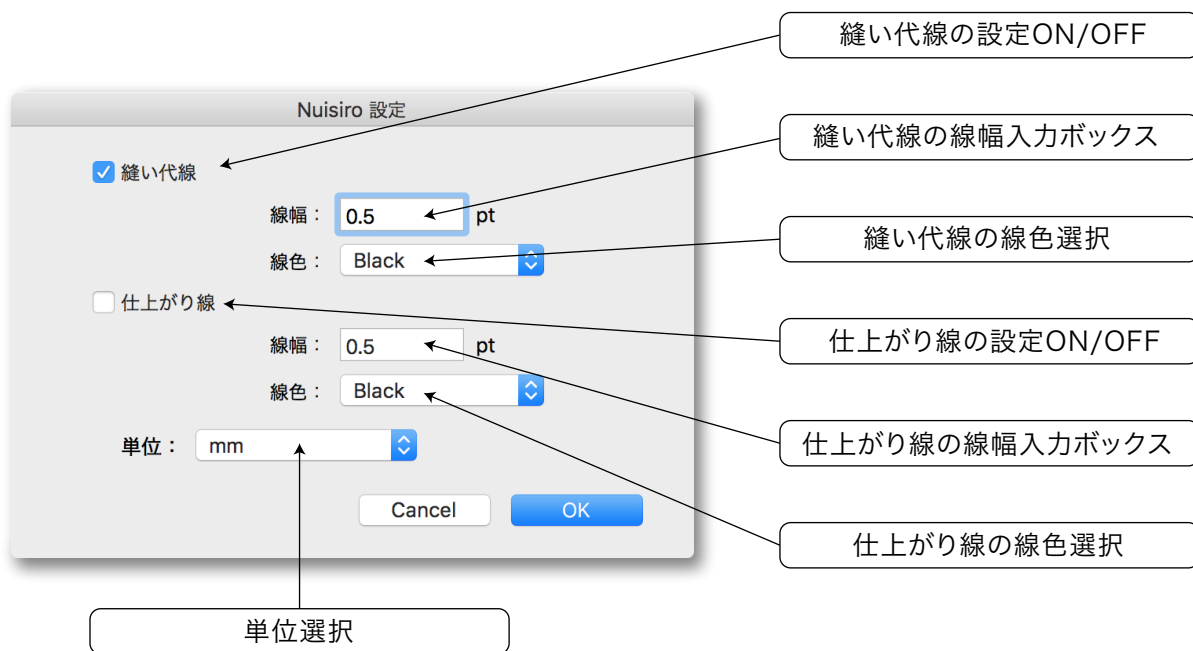 縫い代線の設定ON/OFF
Nuisiro 設定
縫い代線の線幅入力ボックス
縫い代線
線幅： 0.5 pt
縫い代線の線色選択
線色： Black
仕上がり線
仕上がり線の設定ON/OFF
線幅： 0.5 pt
線色： Black
単位： mm
仕上がり線の線幅入力ボックス
Cancel OK
仕上がり線の線色選択
単位選択